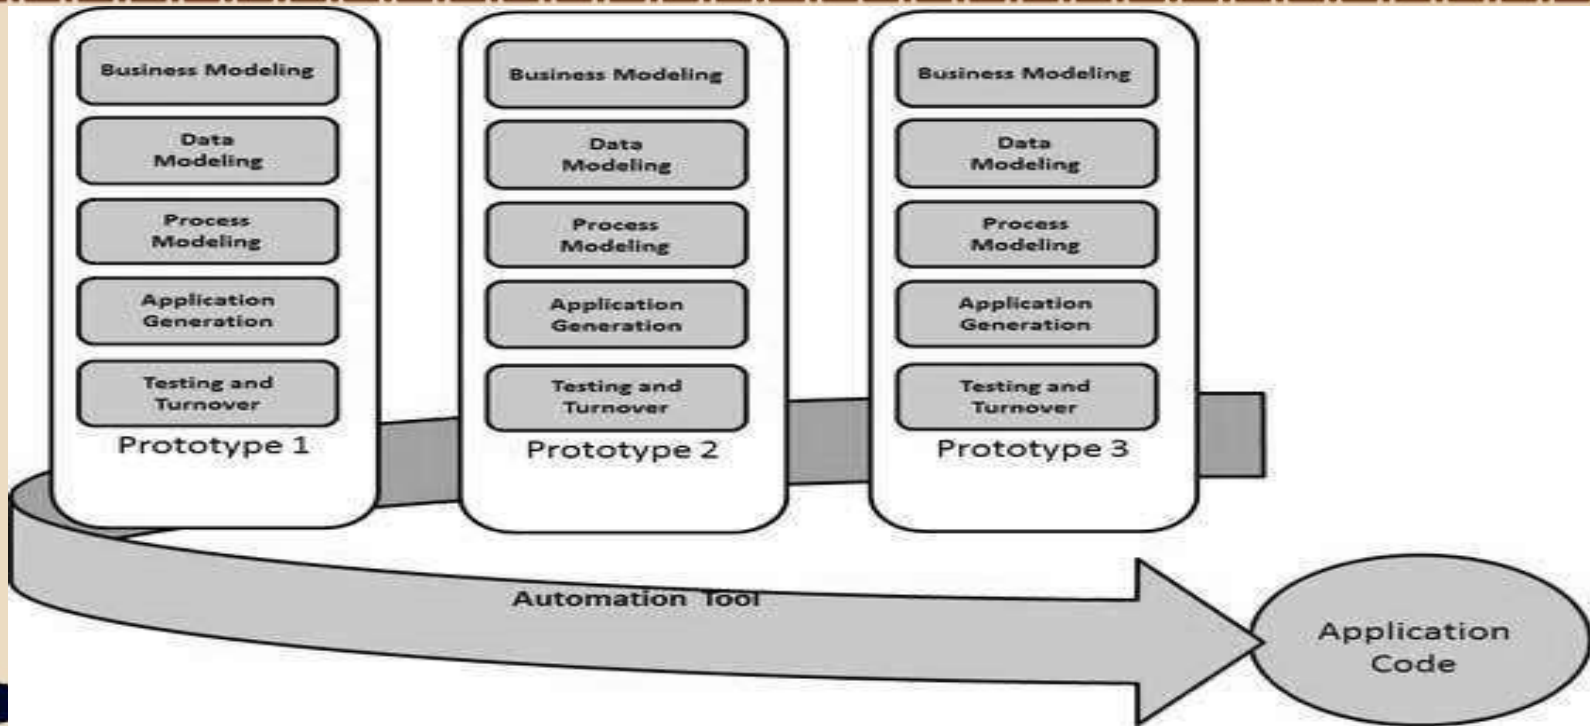 Business Modeling
Data
Modeling
Process
Modeling
Application
Generation
Testing and
Turnover
Prototype 1
Business Modeling
Data
Modeling
Process
Modeling
Application
Generation
Testing and
Turnover
Prototype 2
Business Modeling
Data
Modeling
Process
Modeling
Application
Generation
Testing and
Turnover
Prototype 3
Automation Tool
Application
Code